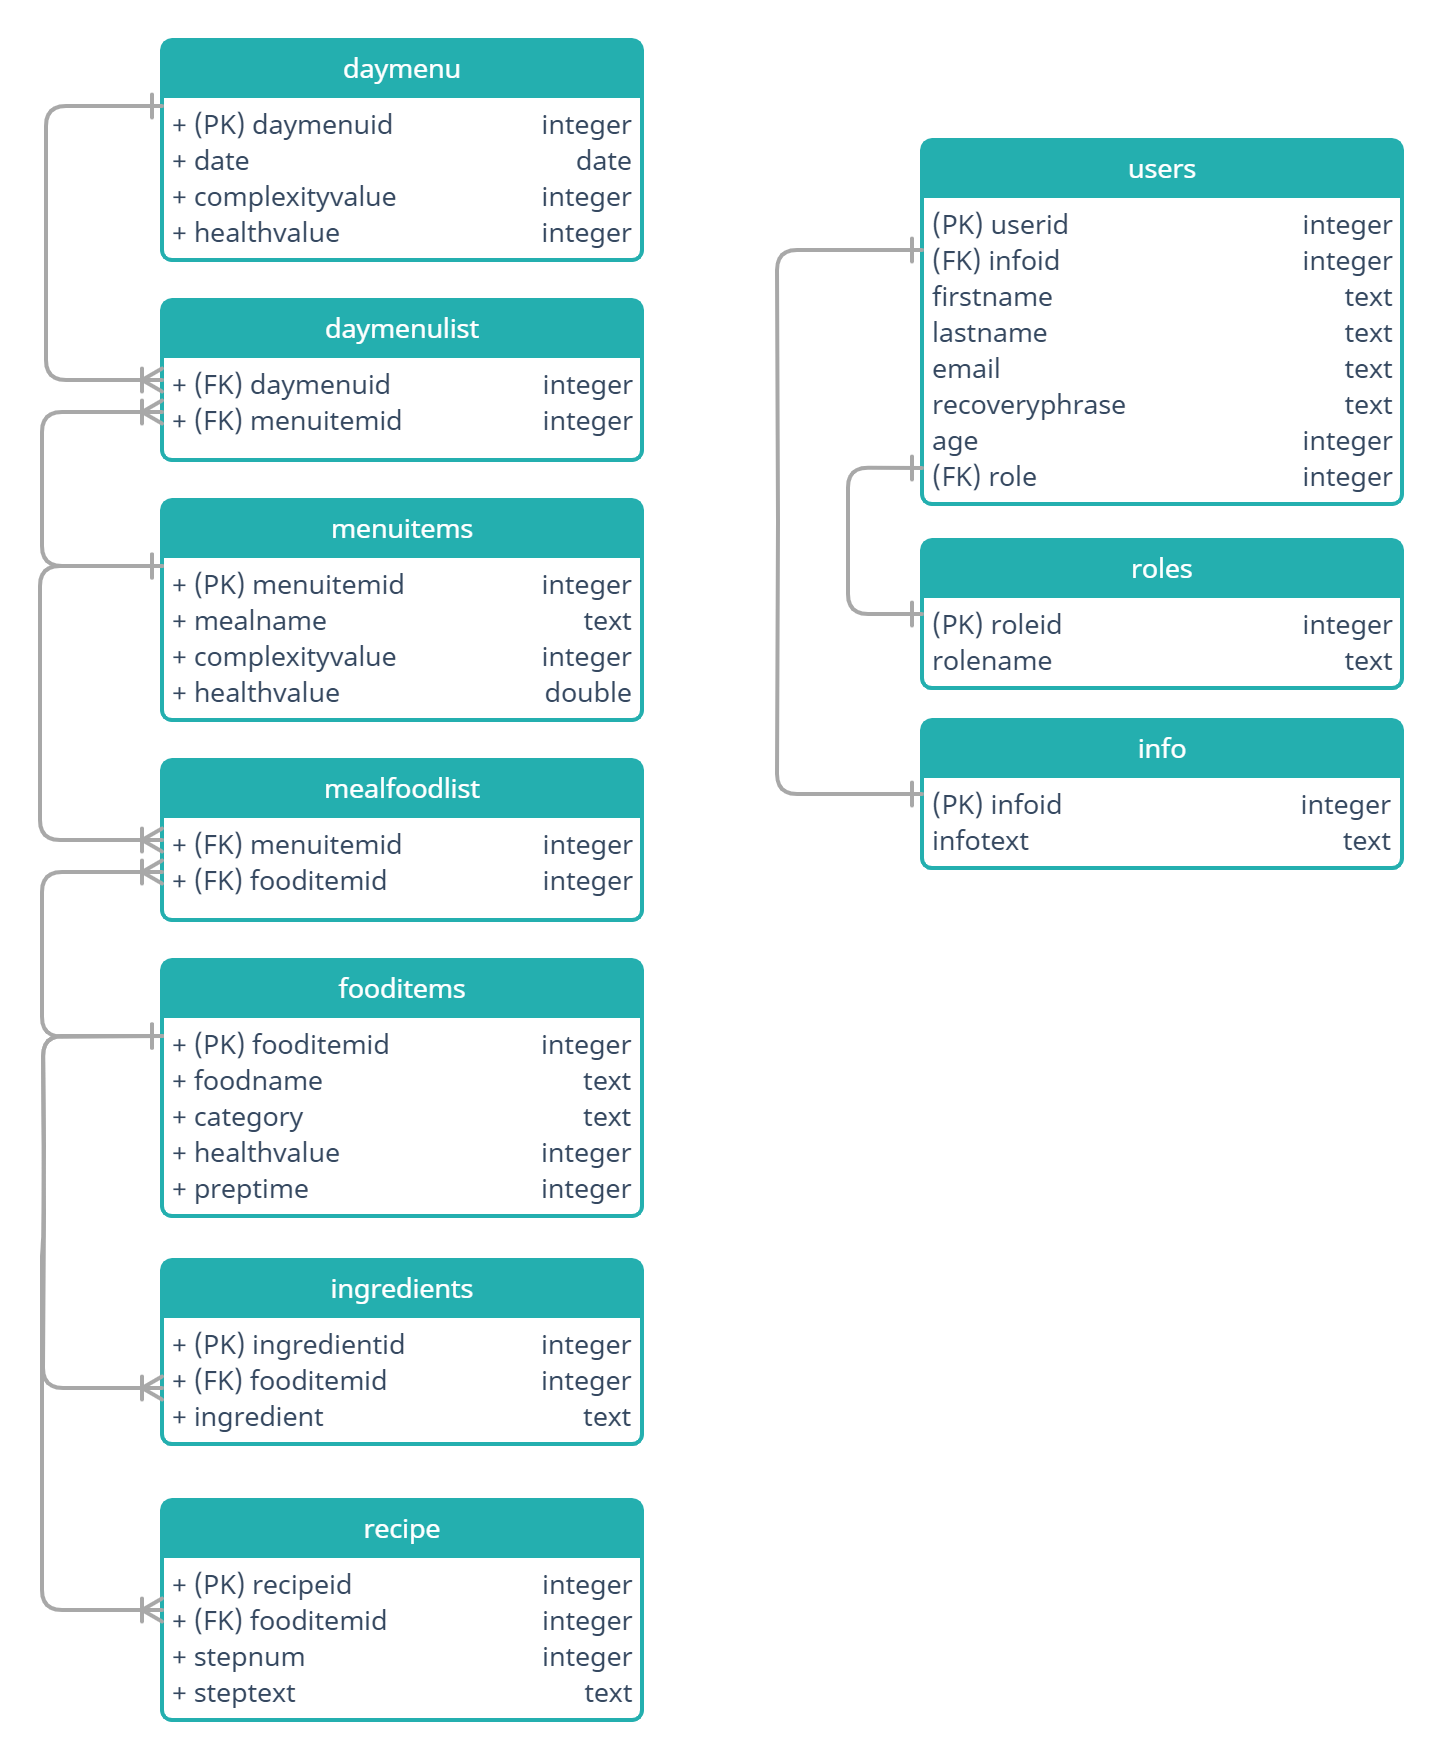 daymenu
+ (PK) daymenuid integer
+ date date
+ complexityvalue integer
+ healthvalue integer
daymenulist
+ (FK) daymenuid integer
+ (FK) menuitemid integer
menuitems
+ (PK) menuitemid integer
+ mealname text
+ complexityvalue integer
+ healthvalue double
mealfoodlist
+ (FK) menuitemid integer
+ (FK) fooditemid integer
fooditems
+ (PK) fooditemid integer
+ foodname text
+ category text
+ healthvalue integer
+ preptime integer
ingredients
+ (PK) ingredientid integer
+ (FK) fooditemid integer
+ ingredient text
recipe
+ (PK) recipeid integer
+ (FK) fooditemid integer
+ stepnum integer
+ steptext text
users
(PK) userid integer
(FK) infoid integer
firstname text
lastname text
email text
recoveryphrase text
age integer
(FK) role integer
roles
(PK) roleid integer
rolename text
info
(PK) infoid integer
infotext text